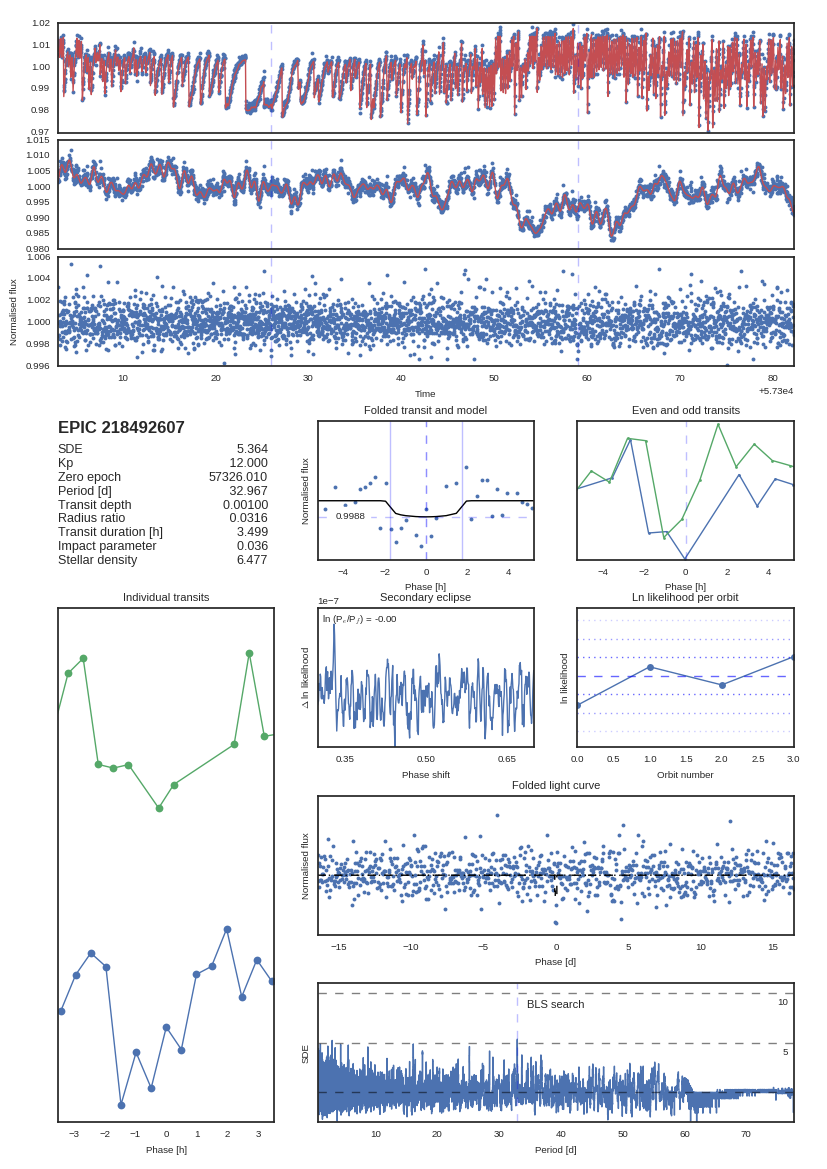 1.02
1.01
1.00
0.99
0.98
0.97
1.015
1.010
1.005
1.000
0.995
0.990
0.985
0.980
1.006
1.004
1.002
1.000
0.998
0.996
Normalised flux
10 20 30 40 50 60 70 80
Time
+5.73e4
EPIC 218492607
SDE 5.364
Kp 12.000
Zero epoch 57326.010
Period [d] 32.967
Transit depth 0.00100
Radius ratio 0.0316
Transit duration [h] 3.499
Impact parameter 0.036
Stellar density 6.477
Folded transit and model
Normalised flux
0.9988
−4 −2 0 2 4
Phase [h]
Even and odd transits
−4 −2 0 2 4
Phase [h]
Individual transits
−3 −2 −1 0 1 2 3
Phase [h]
Secondary eclipse
1e−7
ln (Pₑ/P𝑓) = -0.00
Δ ln likelihood
0.35 0.50 0.65
Phase shift
Ln likelihood per orbit
ln likelihood
0.0 0.5 1.0 1.5 2.0 2.5 3.0
Orbit number
Folded light curve
Normalised flux
−15 −10 −5 0 5 10 15
Phase [d]
BLS search
10
5
SDE
10 20 30 40 50 60 70
Period [d]